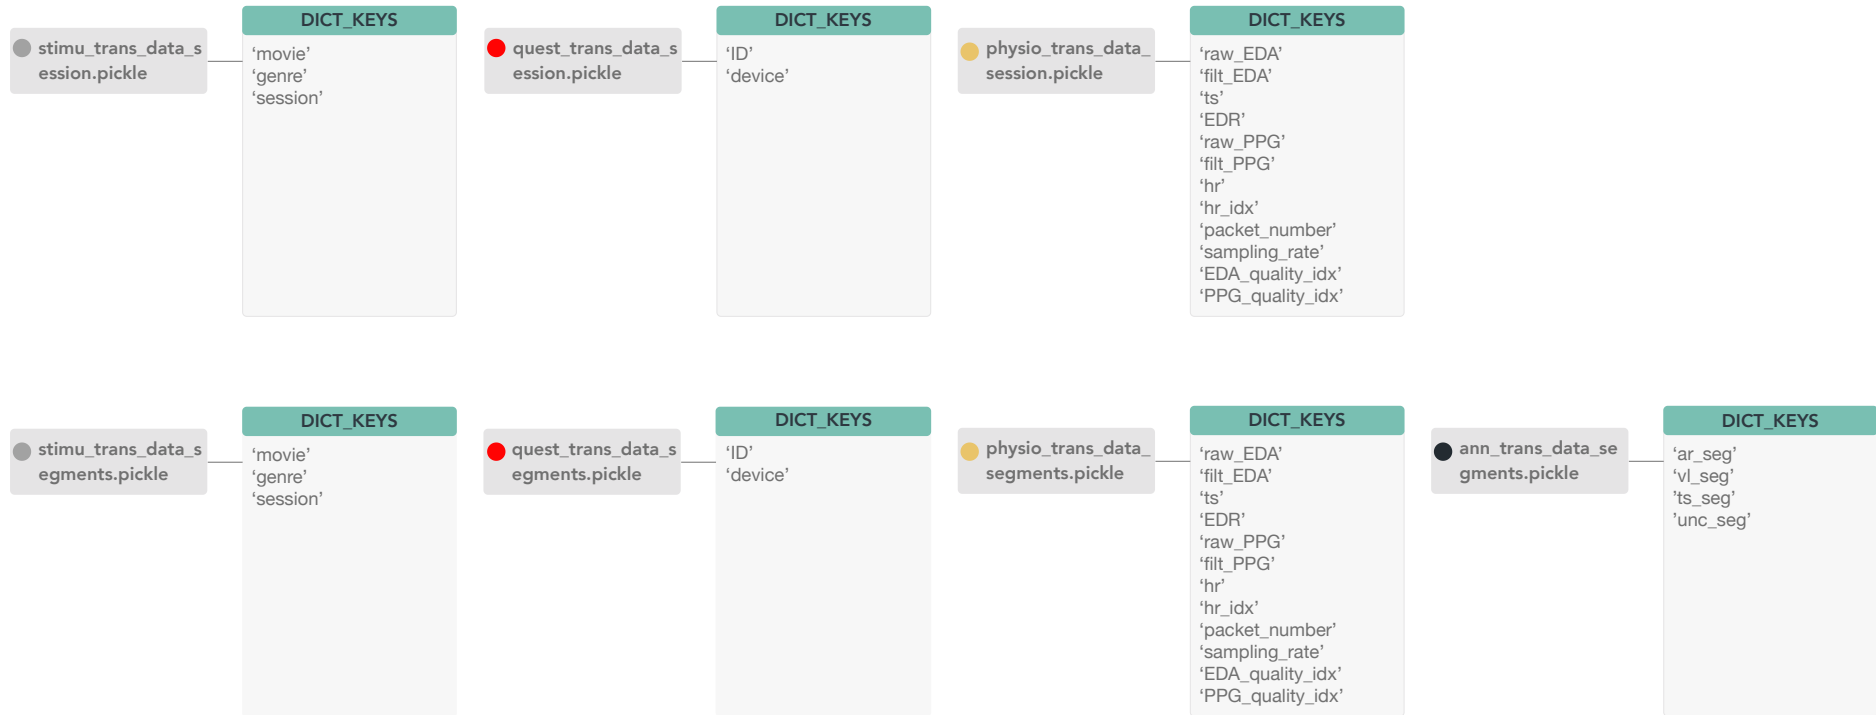 stimu_trans_data_s
ession.pickle
DICT_KEYS
‘movie’
‘genre’
‘session’
quest_trans_data_s
ession.pickle
DICT_KEYS
‘ID’
‘device’
physio_trans_data_
session.pickle
DICT_KEYS
‘raw_EDA’
‘filt_EDA’
‘ts’
‘EDR’
‘raw_PPG’
‘filt_PPG’
‘hr’
‘hr_idx’
‘packet_number’
‘sampling_rate’
‘EDA_quality_idx’
‘PPG_quality_idx’
stimu_trans_data_s
egments.pickle
DICT_KEYS
‘movie’
‘genre’
‘session’
quest_trans_data_s
egments.pickle
DICT_KEYS
‘ID’
‘device’
physio_trans_data_
segments.pickle
DICT_KEYS
‘raw_EDA’
‘filt_EDA’
‘ts’
‘EDR’
‘raw_PPG’
‘filt_PPG’
‘hr’
‘hr_idx’
‘packet_number’
‘sampling_rate’
‘EDA_quality_idx’
‘PPG_quality_idx’
ann_trans_data_se
gments.pickle
DICT_KEYS
‘ar_seg’
‘vl_seg’
’ts_seg’
’unc_seg’